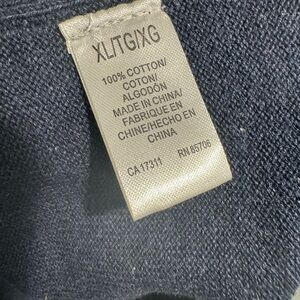 XL/TG/XG
100% COTTON/
COTON/
ALGODÓN
MADE IN CHINA/
FABRIQUE EN
CHINE/HECHO EN
CHINA
CA 17311 RN 85706